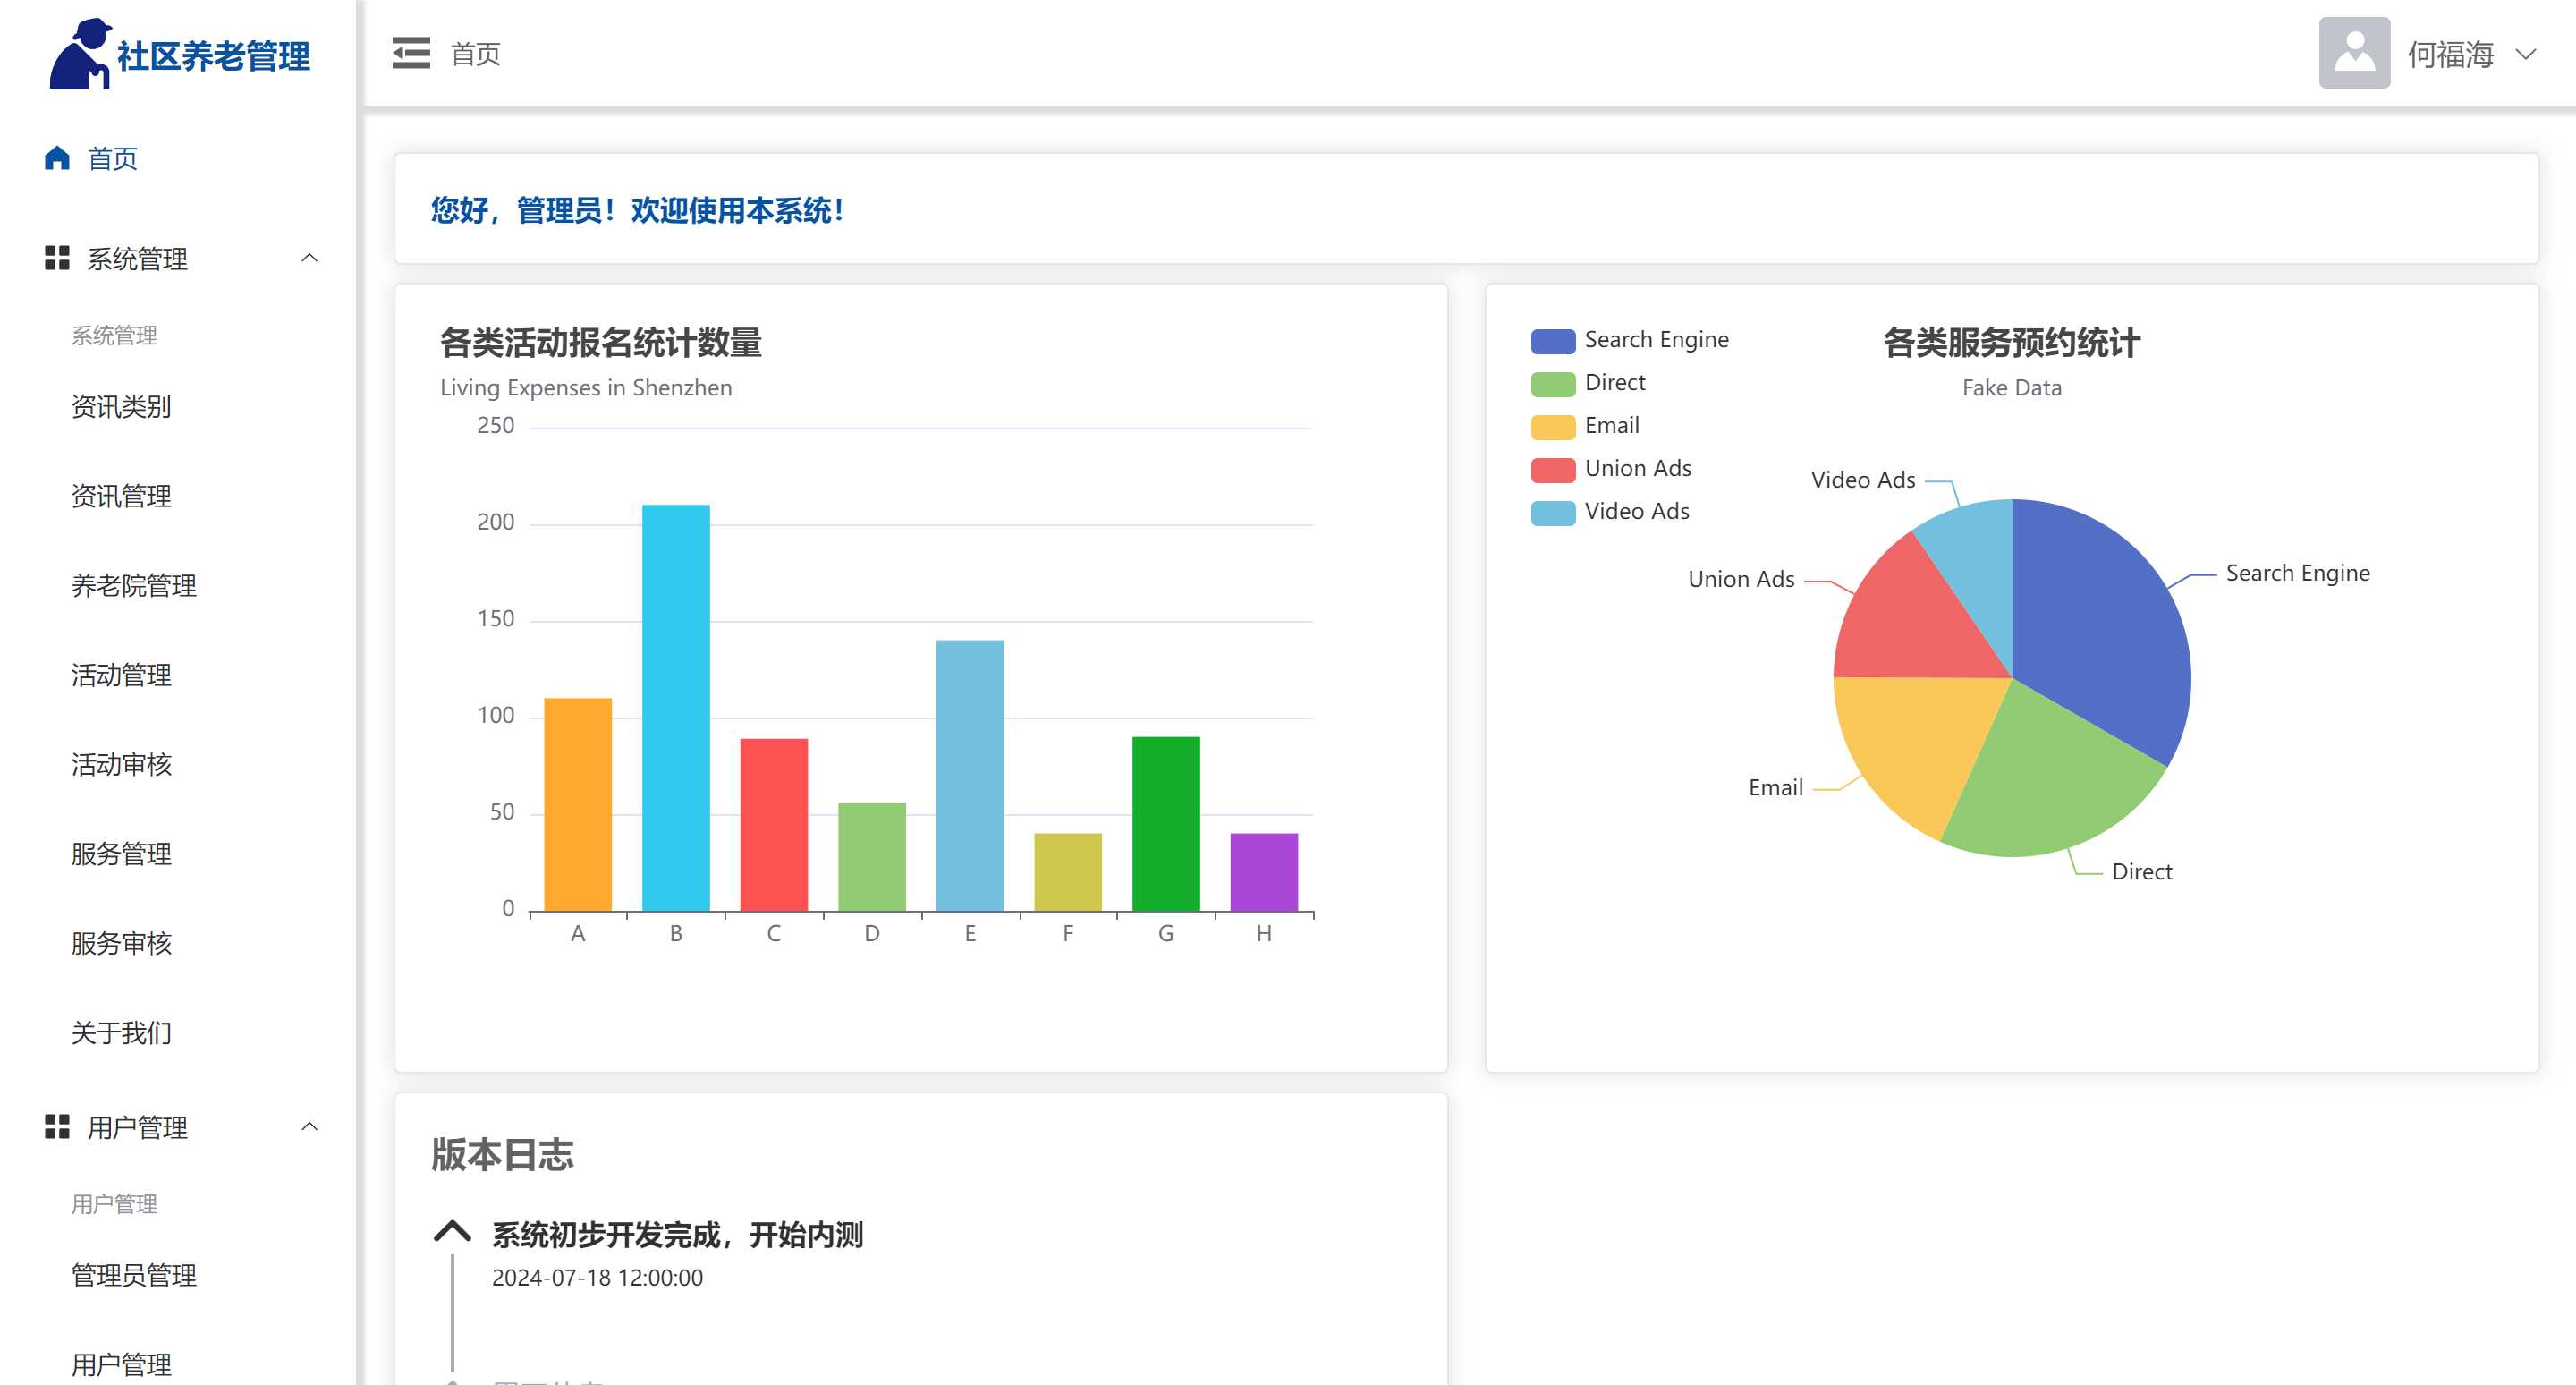 社区养老管理
首页
何福海
首页
系统管理
系统管理
资讯类别
资讯管理
养老院管理
活动管理
活动审核
服务管理
服务审核
关于我们
用户管理
用户管理
管理员管理
用户管理
您好，管理员！欢迎使用本系统！
各类活动报名统计数量
Living Expenses in Shenzhen
250
200
150
100
50
0
A B C D E F G H
各类服务预约统计
Fake Data
Search Engine
Direct
Email
Union Ads
Video Ads
Video Ads
Union Ads
Search Engine
Email
Direct
版本日志
系统初步开发完成，开始内测
2024-07-18 12:00:00